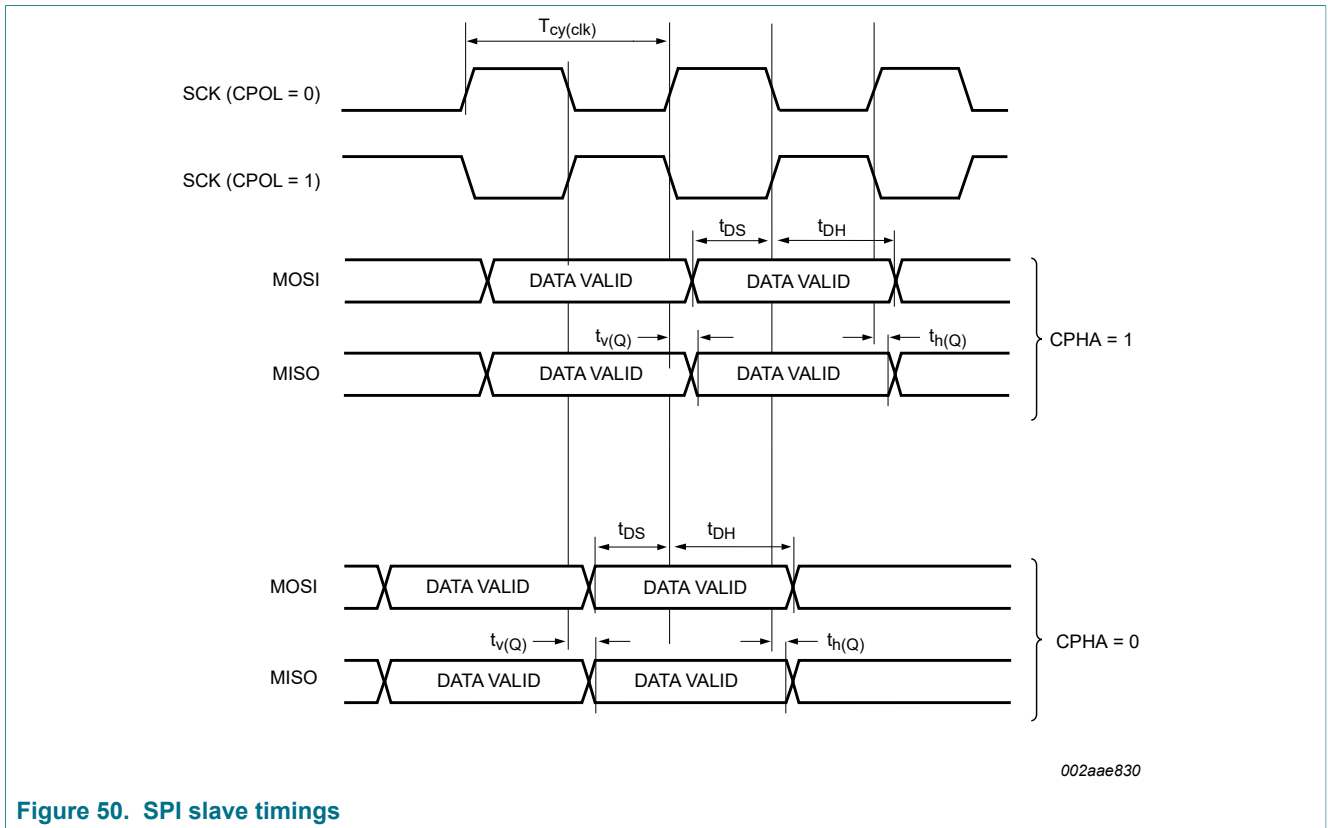 Tcy(clk)
SCK (CPOL = 0)
SCK (CPOL = 1)
tDS
tDH
MOSI
DATA VALID
DATA VALID
tv(Q)
th(Q)
CPHA = 1
MISO
DATA VALID
DATA VALID
tDS
tDH
MOSI
DATA VALID
DATA VALID
tv(Q)
th(Q)
CPHA = 0
MISO
DATA VALID
DATA VALID
002aae830
Figure 50. SPI slave timings